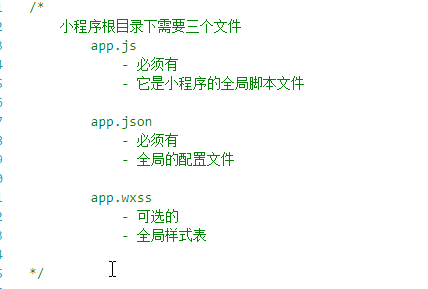 /*
小程序根目录下需要三个文件
app.js
- 必须有
- 它是小程序的全局脚本文件
app.json
- 必须有
- 全局的配置文件
app.wxss
- 可选的
- 全局样式表
*/